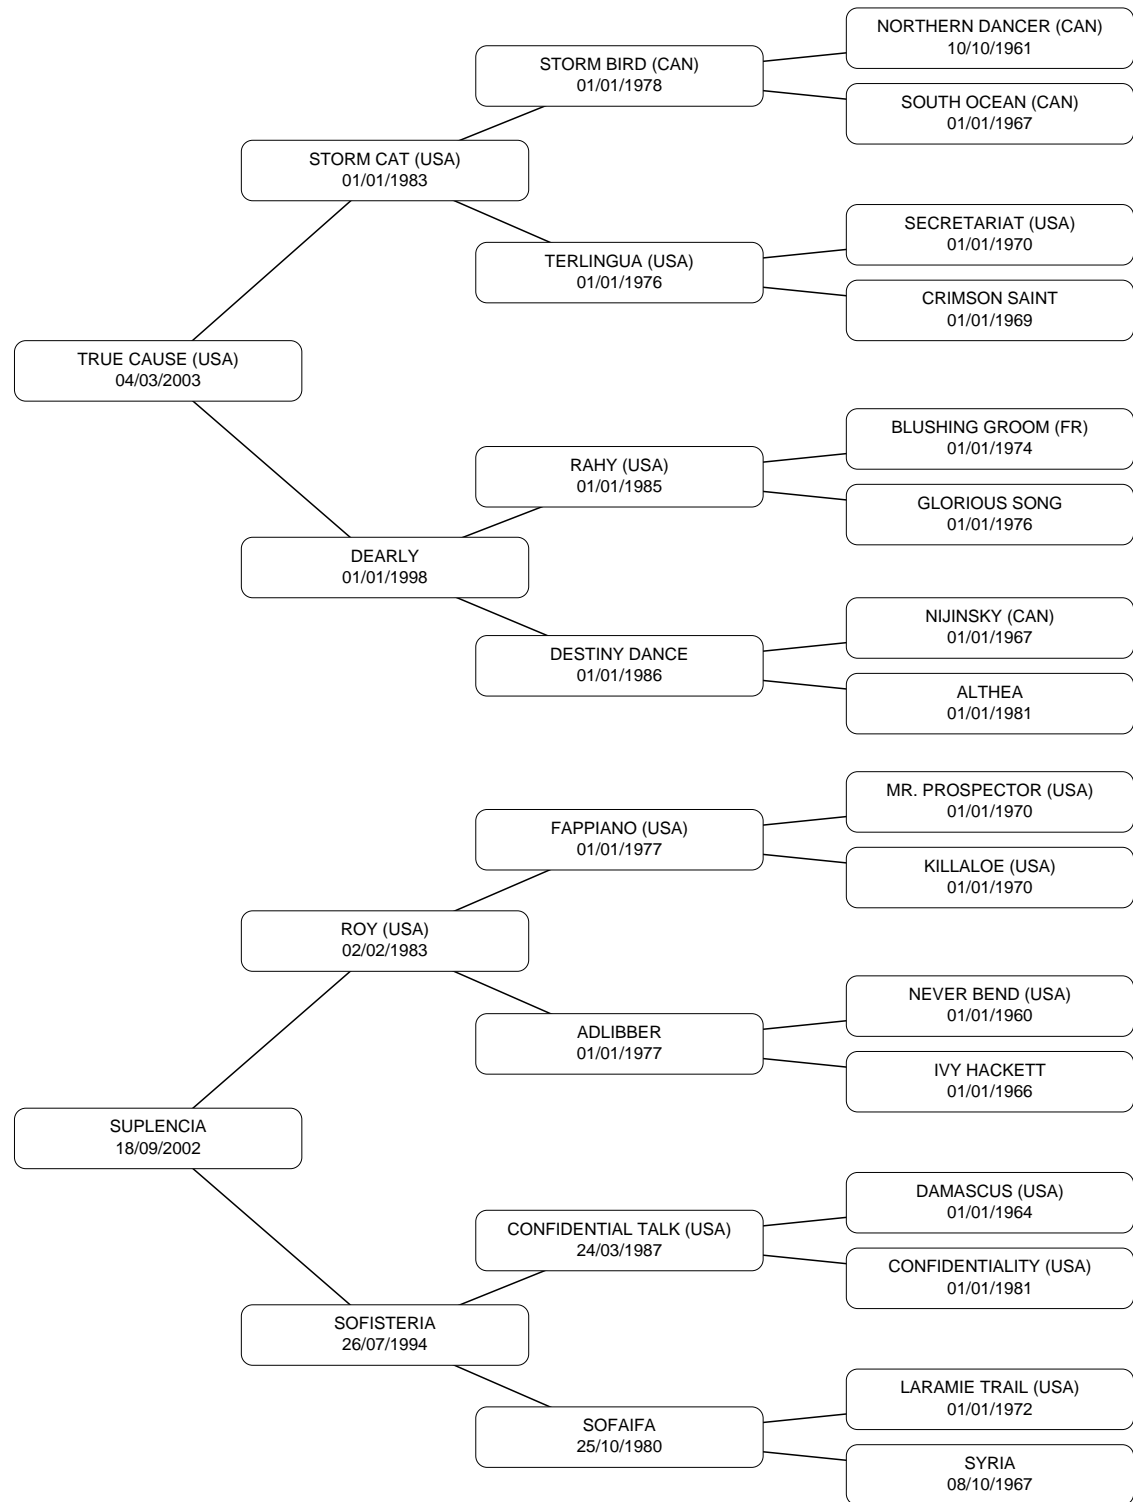 NORTHERN DANCER (CAN)
10/10/1961
STORM BIRD (CAN)
01/01/1978
SOUTH OCEAN (CAN)
01/01/1967
STORM CAT (USA)
01/01/1983
SECRETARIAT (USA)
01/01/1970
TERLINGUA (USA)
01/01/1976
CRIMSON SAINT
01/01/1969
TRUE CAUSE (USA)
04/03/2003
BLUSHING GROOM (FR)
01/01/1974
RAHY (USA)
01/01/1985
GLORIOUS SONG
01/01/1976
DEARLY
01/01/1998
NIJINSKY (CAN)
01/01/1967
DESTINY DANCE
01/01/1986
ALTHEA
01/01/1981
MR. PROSPECTOR (USA)
01/01/1970
FAPPIANO (USA)
01/01/1977
KILLALOE (USA)
01/01/1970
ROY (USA)
02/02/1983
NEVER BEND (USA)
01/01/1960
ADLIBBER
01/01/1977
IVY HACKETT
01/01/1966
SUPLENCIA
18/09/2002
DAMASCUS (USA)
01/01/1964
CONFIDENTIAL TALK (USA)
24/03/1987
CONFIDENTIALITY (USA)
01/01/1981
SOFISTERIA
26/07/1994
LARAMIE TRAIL (USA)
01/01/1972
SOFAIFA
25/10/1980
SYRIA
08/10/1967